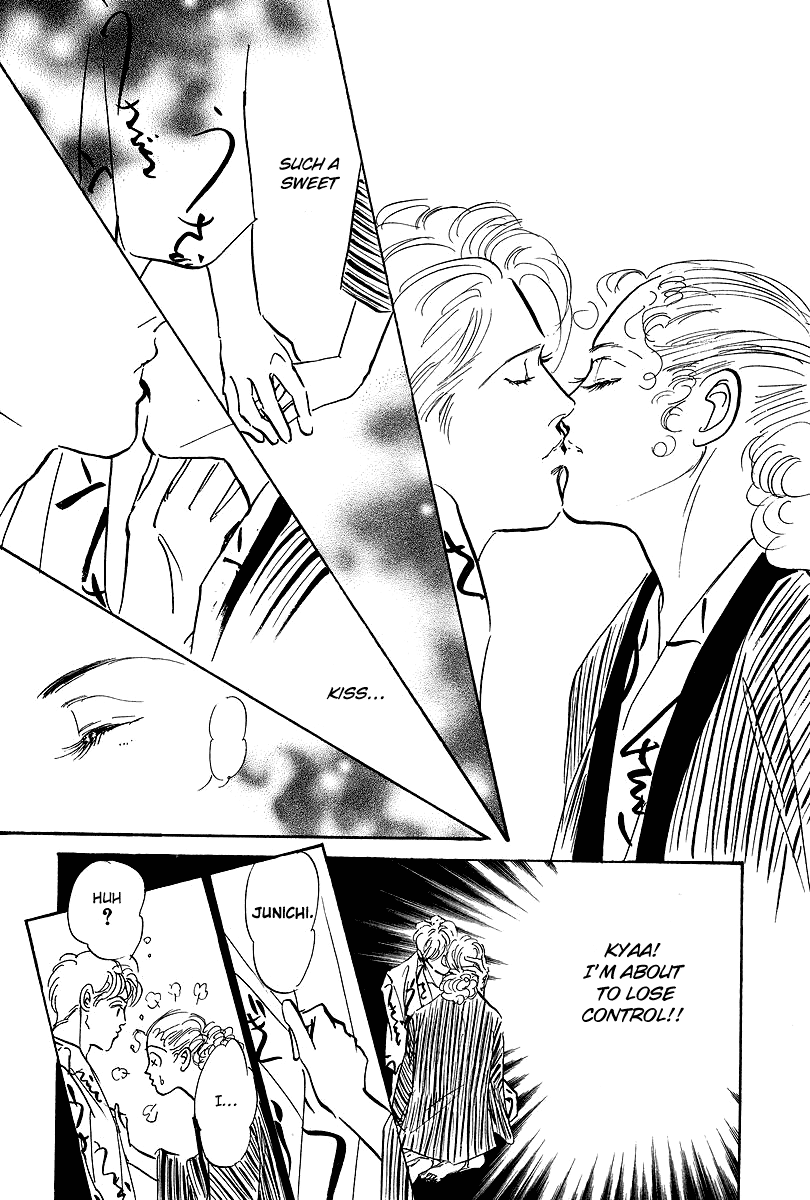 SUCH A
SWEET
KISS...
KYAA!
I'M ABOUT
TO LOSE
CONTROL!!
JUNICHI.
HUH
?
I...